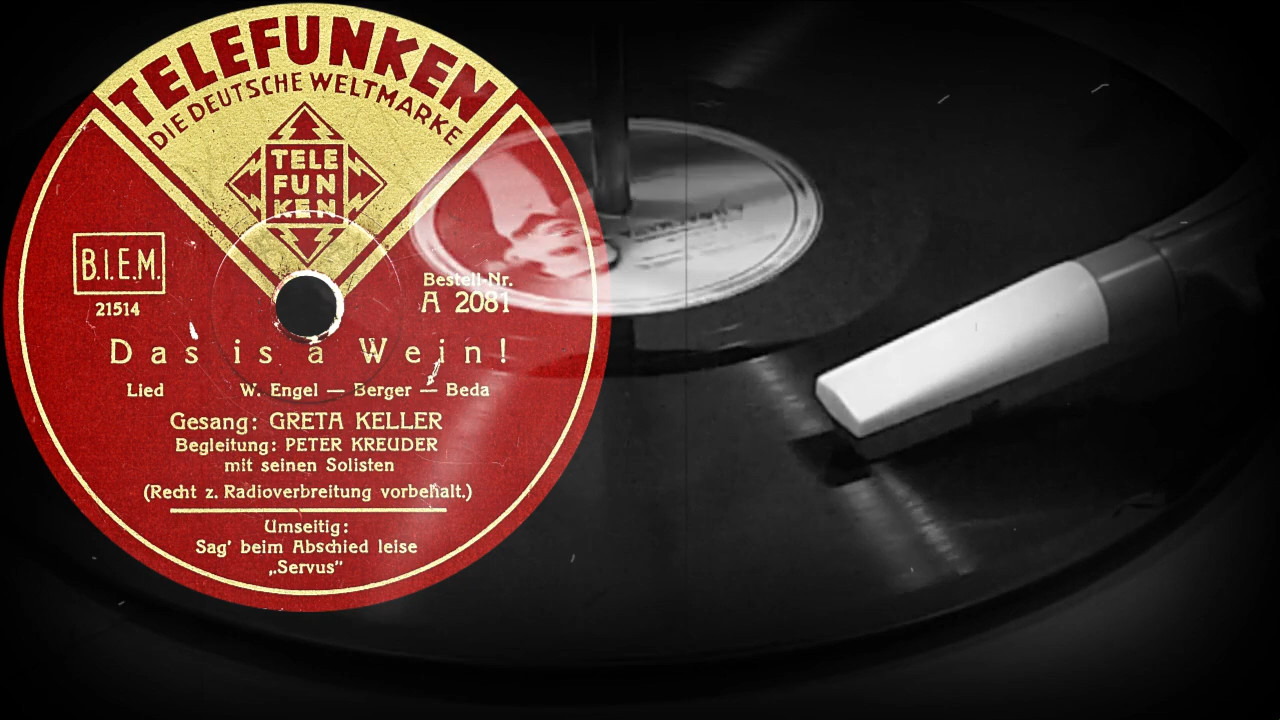 TELEFUNKEN
DIE DEUTSCHE WELTMARKE
TELE
FUN
KEN
B.I.E.M.
21514
Bestell-Nr.
A 2081
Das is a Wein!
Lied W. Engel — Berger — Beda
Gesang: GRETA KELLER
Begleitung: PETER KREUDER
mit seinen Solisten
(Recht z. Radioverbreitung vorbehalt.)
Umseitig:
Sag' beim Abschied leise
„Servus"